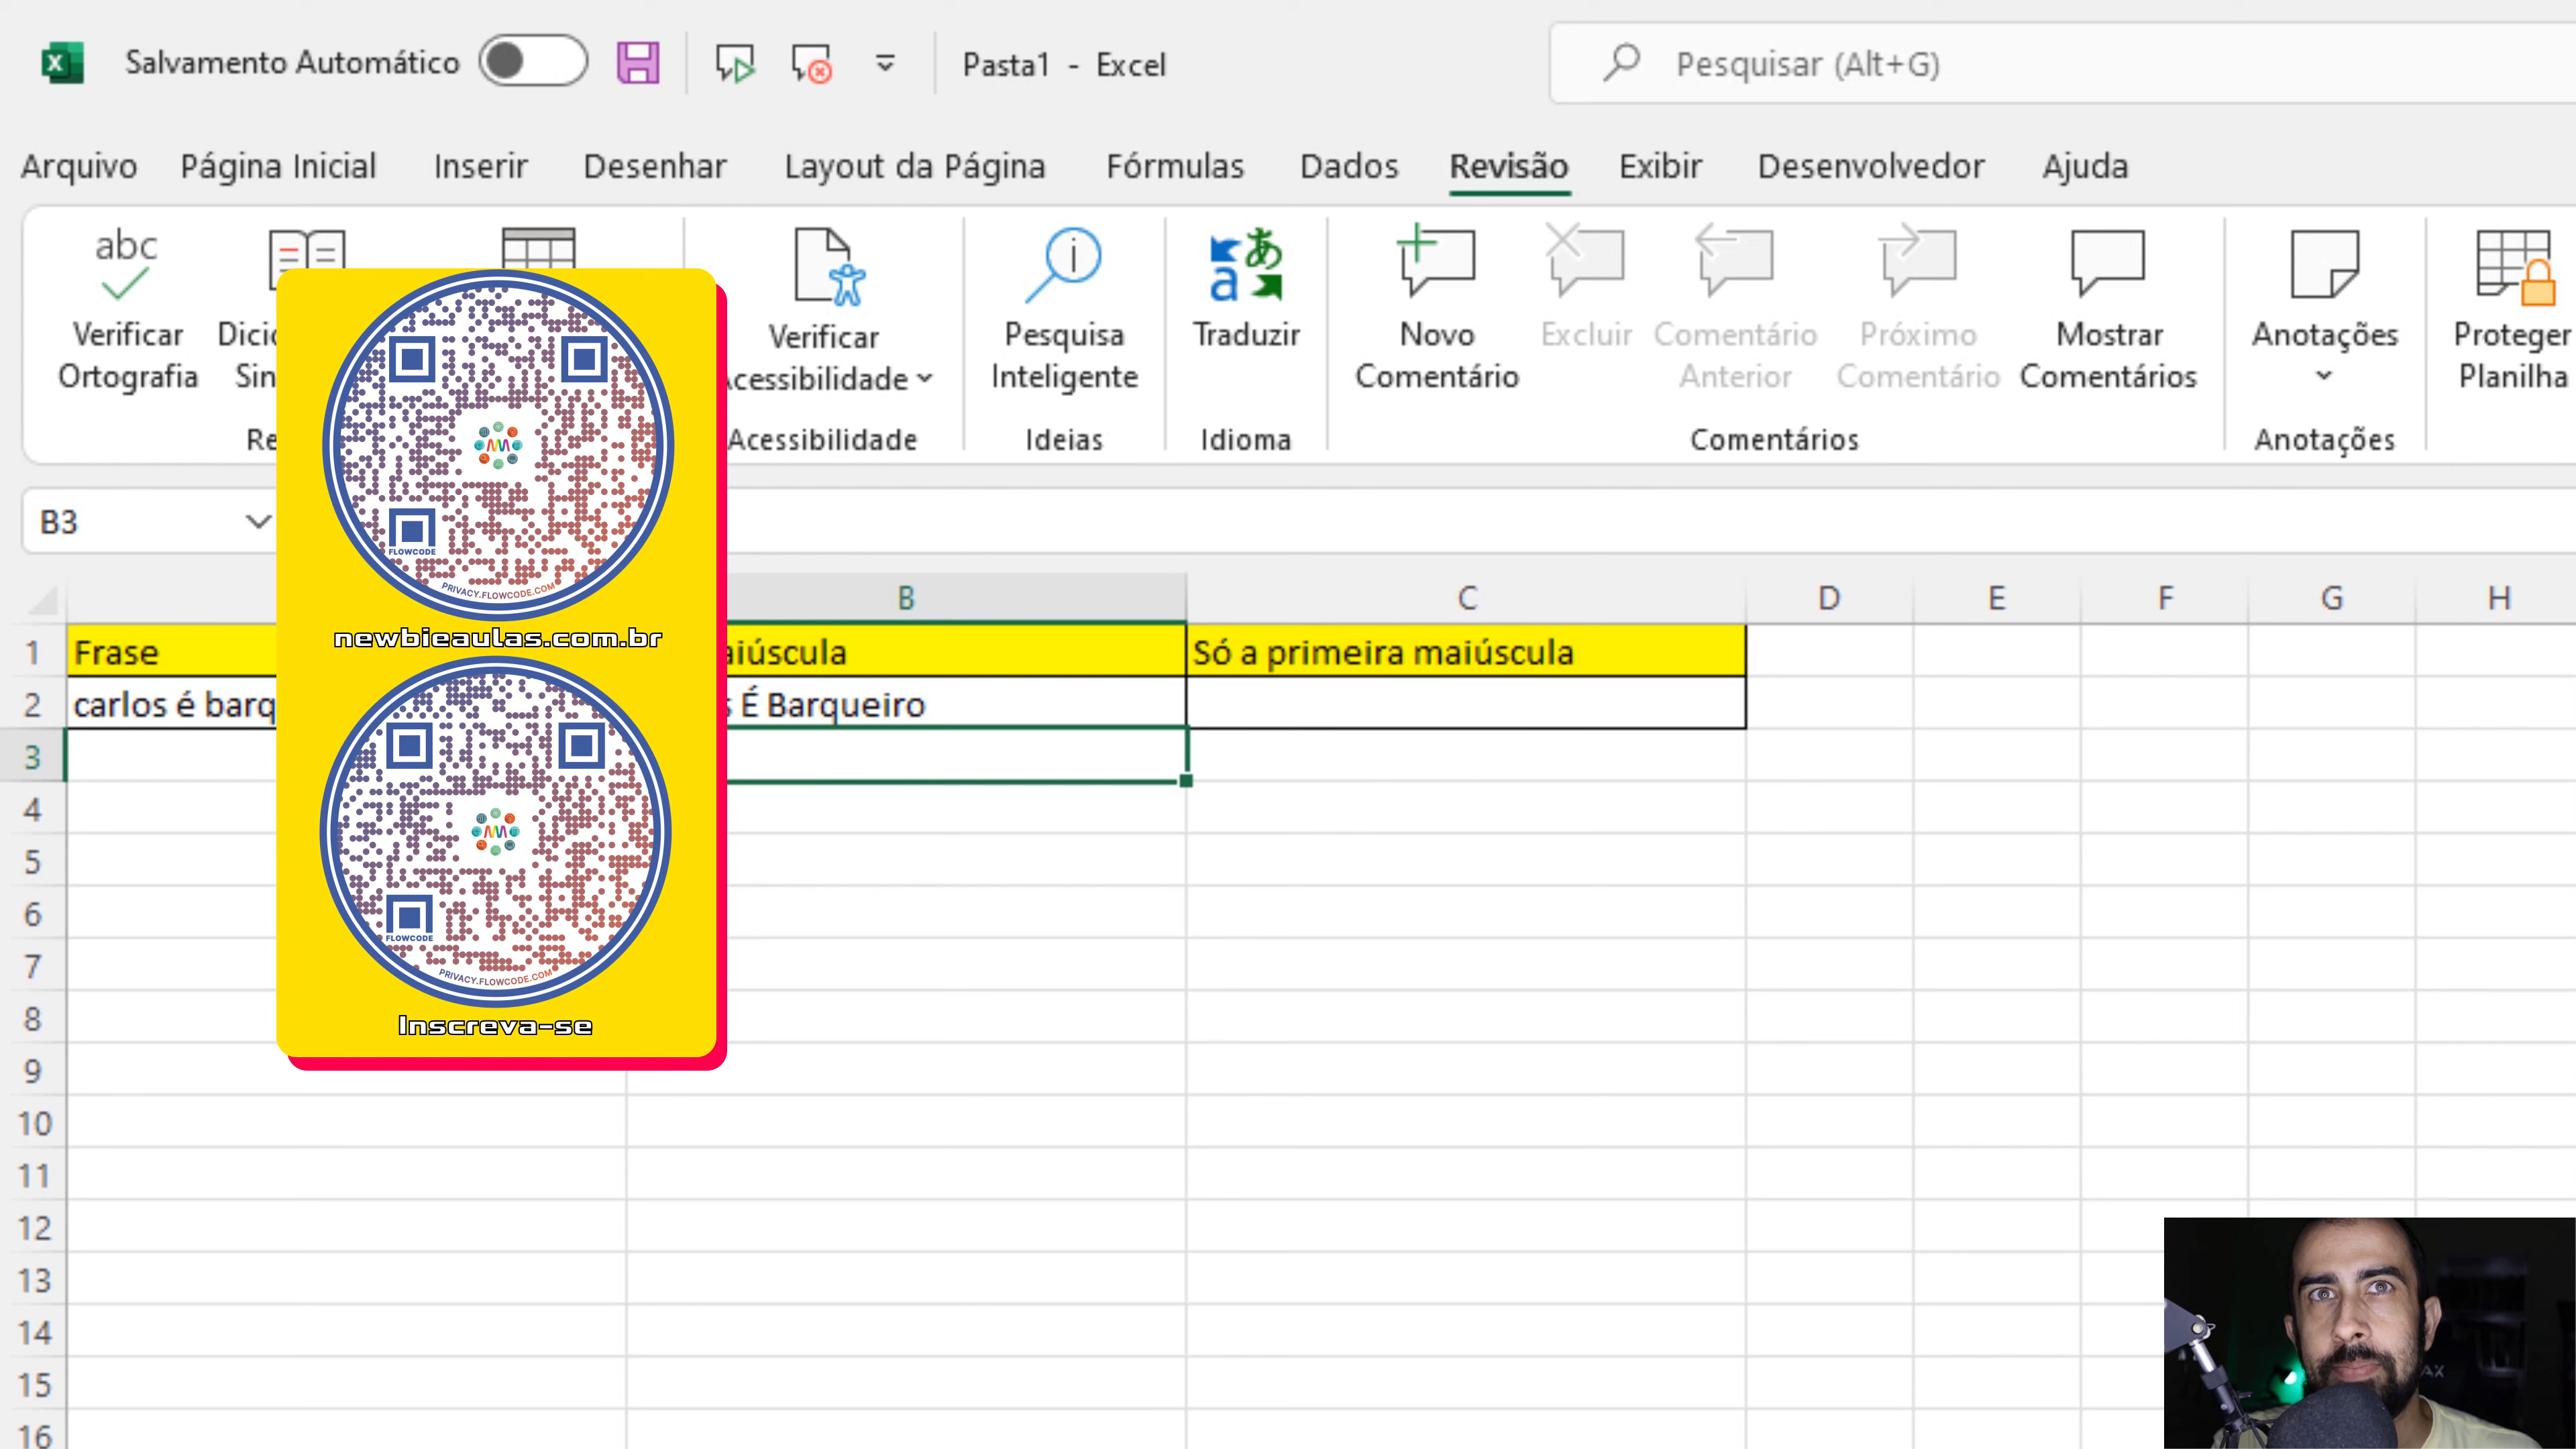 Salvamento Automático
Pasta1 - Excel
Pesquisar (Alt+G)
Arquivo Página Inicial Inserir Desenhar Layout da Página Fórmulas Dados Revisão Exibir Desenvolvedor Ajuda
abc
Verificar Ortografia
Verificar
Acessibilidade
Pesquisa Inteligente
a あ
Traduzir
Novo Comentário
Excluir
Comentário Anterior
Próximo Comentário
Mostrar Comentários
Anotações
Proteger Planilha
Acessibilidade Ideias Idioma Comentários Anotações
B3
B C D E F G H
1 Frase aiúscula Só a primeira maiúscula
2 carlos é barq s É Barqueiro
3
4
5
6
7
8
9
10
11
12
13
14
15
16
FLOWCODE
PRIVACY.FLOWCODE.COM
newbieaulas.com.br
FLOWCODE
PRIVACY.FLOWCODE.COM
Inscreva-se